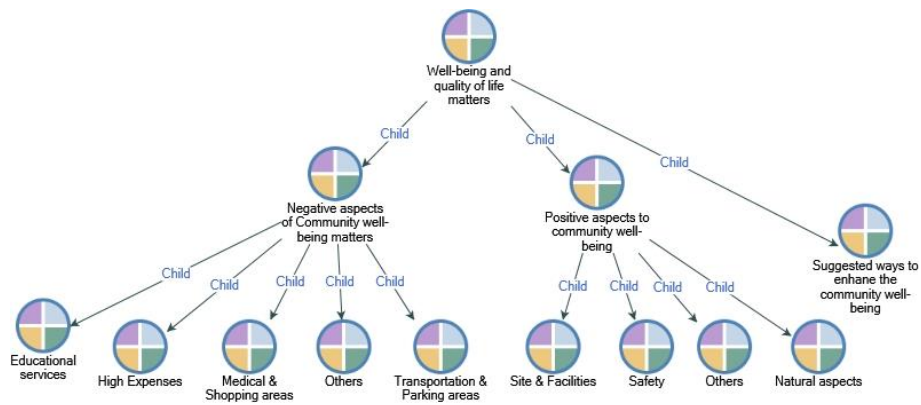 Well-being and
quality of life
matters
Child
Child
Child
Negative aspects
of Community well-
being matters
Positive aspects to
community well-
being
Suggested ways to
enhane the
community well-
being
Child
Child
Child
Child
Child
Child
Child
Child
Child
Educational
services
High Expenses
Medical &
Shopping areas
Others
Transportation &
Parking areas
Site & Facilities
Safety
Others
Natural aspects